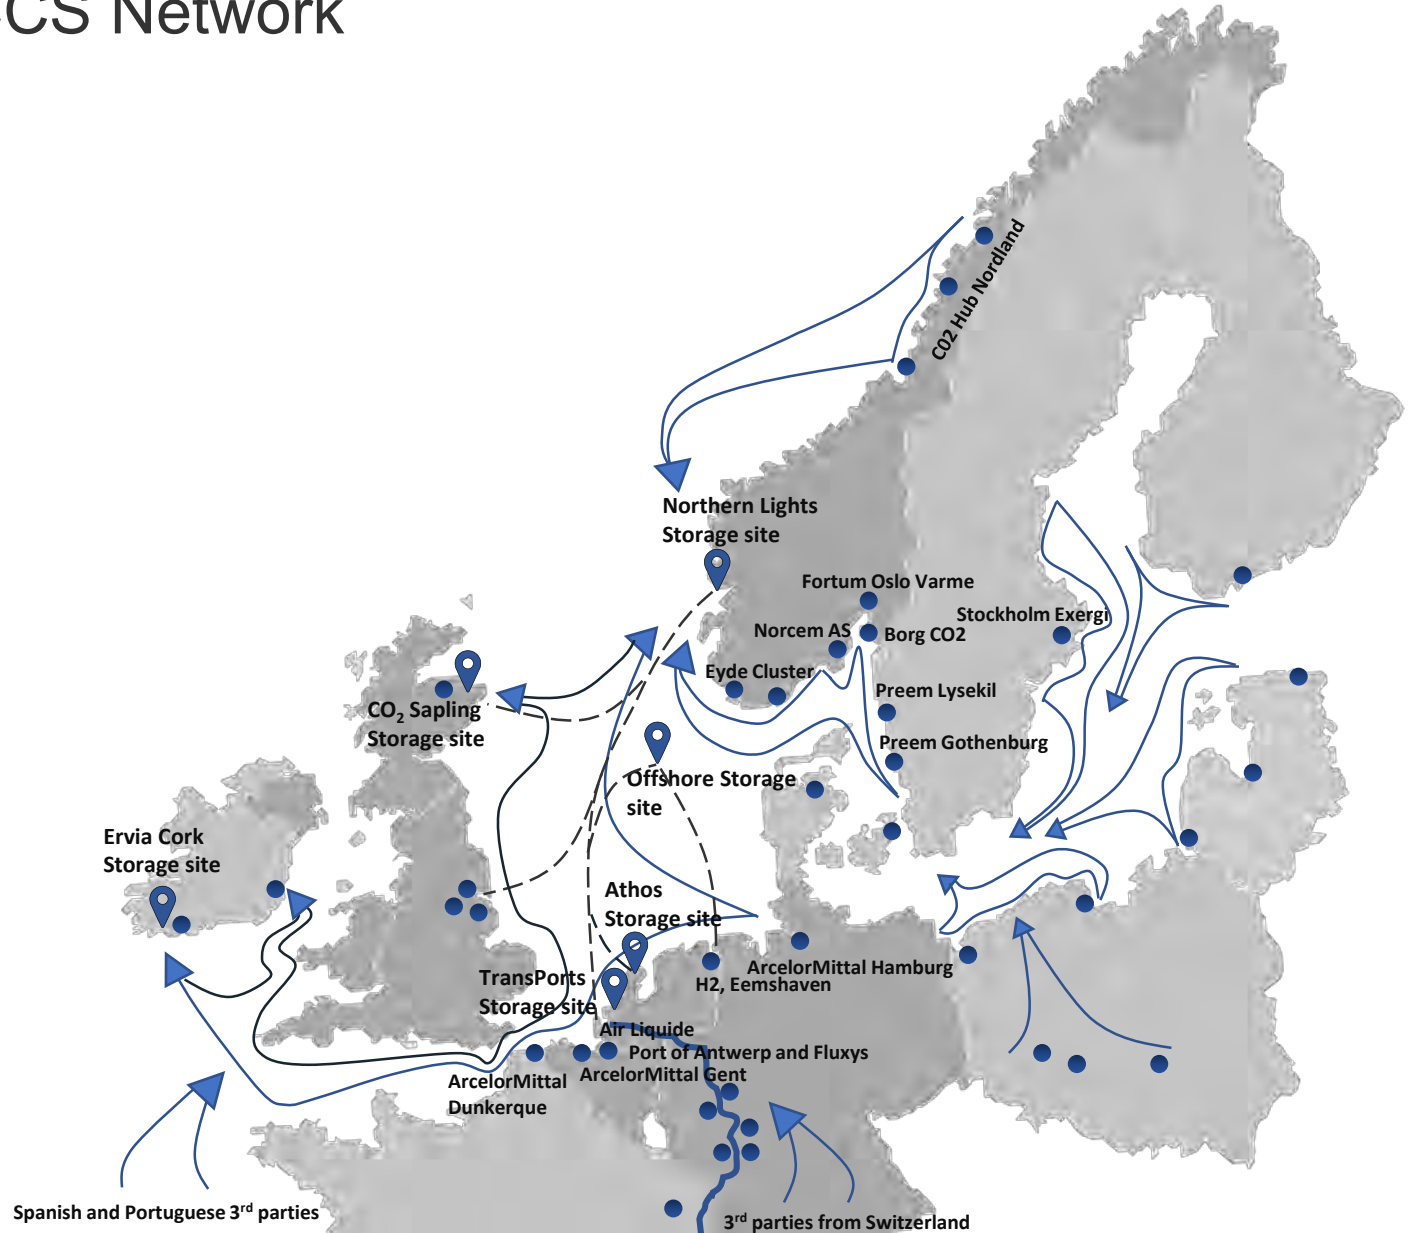 CCS Network
C02 Hub Nordland
Northern Lights
Storage site
Fortum Oslo Varme
Stockholm Exergi
Norcem AS
Borg CO2
Eyde Cluster
Preem Lysekil
CO2 Sapling
Storage site
Preem Gothenburg
Offshore Storage
site
Ervia Cork
Storage site
Athos
Storage site
TransPorts
Storage site
ArcelorMittal Hamburg
H2, Eemshaven
Air Liquide
Port of Antwerp and Fluxys
ArcelorMittal Gent
ArcelorMittal
Dunkerque
Spanish and Portuguese 3rd parties
3rd parties from Switzerland